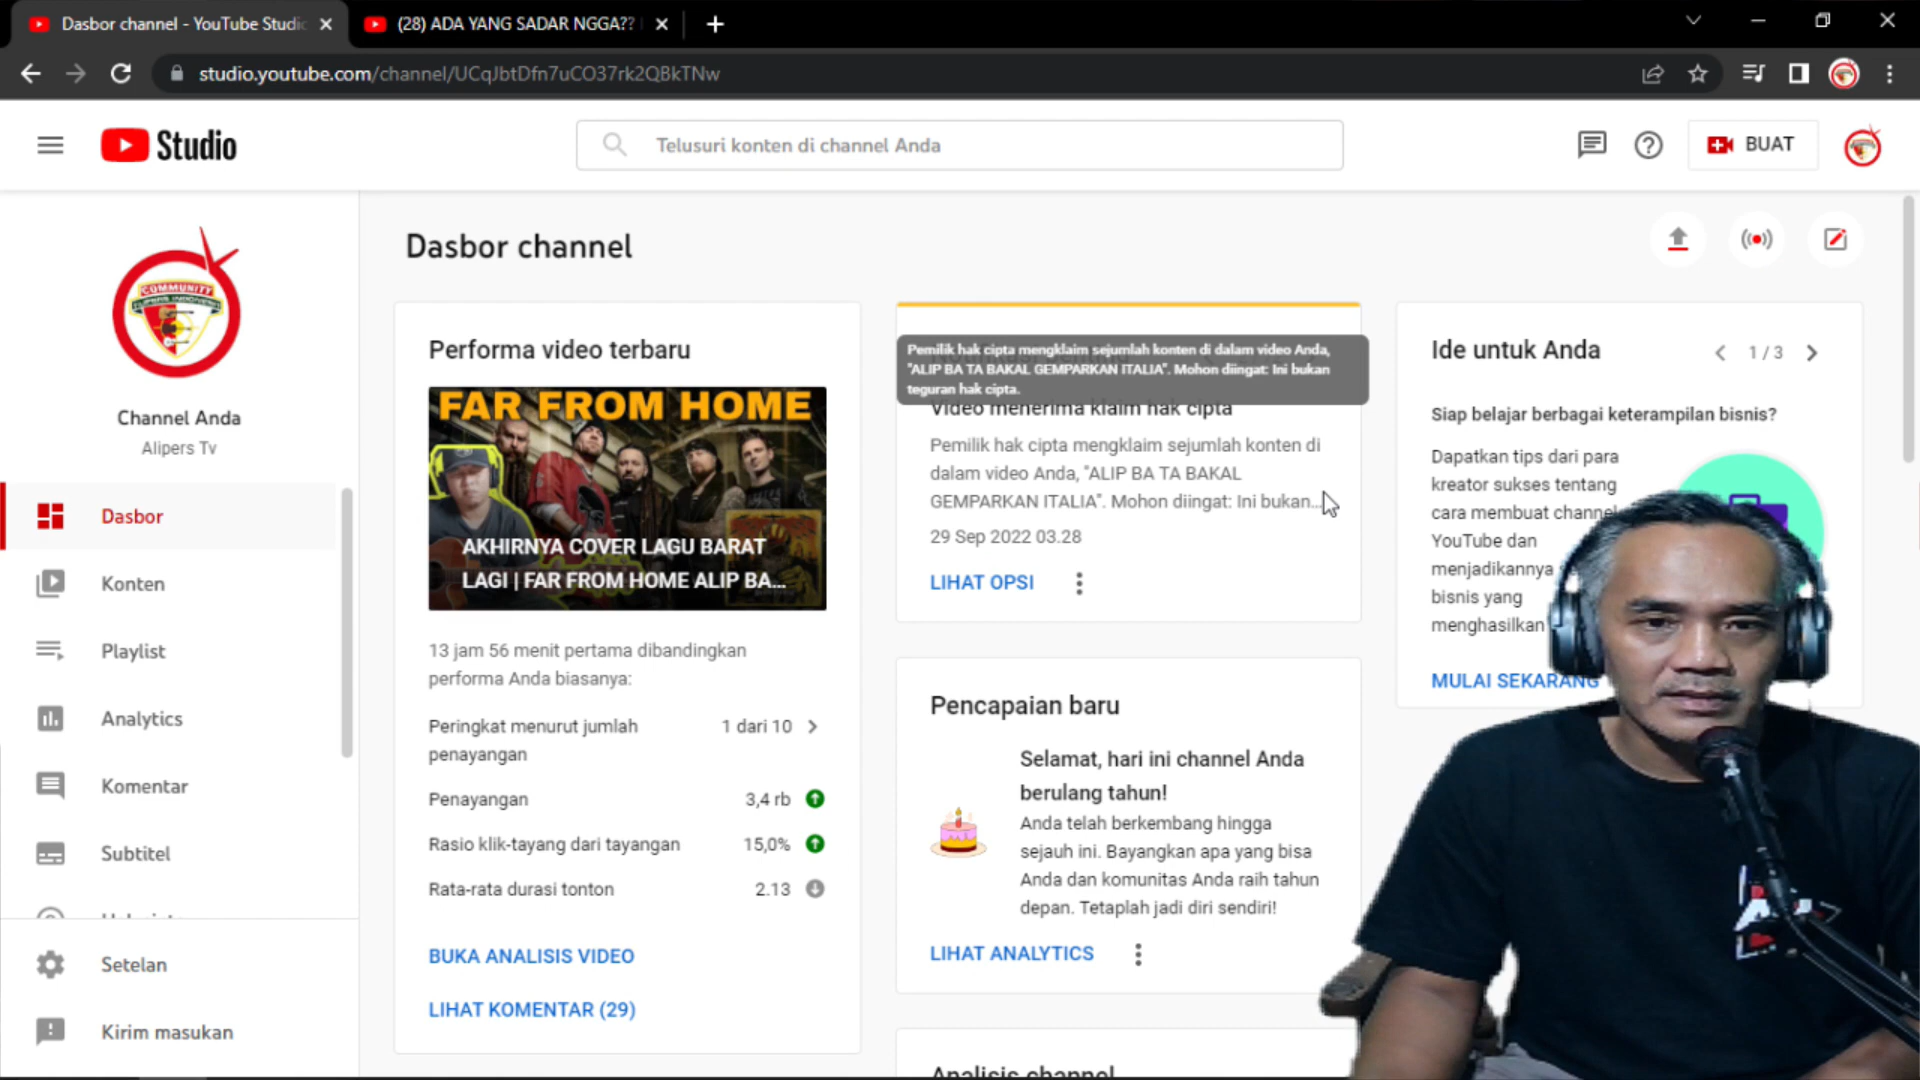 Dasbor channel - YouTube Studio
(28) ADA YANG SADAR NGGA??
studio.youtube.com/channel/UCqJbtDfn7uCO37rk2QBkTNw
Studio
Telusuri konten di channel Anda
BUAT
COMMUNITY
ALIPERS INDONESIA
Channel Anda
Alipers Tv
Dasbor
Konten
Playlist
Analytics
Komentar
Subtitel
Setelan
Kirim masukan
Dasbor channel
Performa video terbaru
FAR FROM HOME
AKHIRNYA COVER LAGU BARAT
LAGI | FAR FROM HOME ALIP BA...
13 jam 56 menit pertama dibandingkan
performa Anda biasanya:
Peringkat menurut jumlah
penayangan
1 dari 10
Penayangan
3,4 rb
Rasio klik-tayang dari tayangan
15,0%
Rata-rata durasi tonton
2.13
BUKA ANALISIS VIDEO
LIHAT KOMENTAR (29)
Pemilik hak cipta mengklaim sejumlah konten di dalam video Anda,
"ALIP BA TA BAKAL GEMPARKAN ITALIA". Mohon diingat: Ini bukan
teguran hak cipta.
Video menerima klaim hak cipta
Pemilik hak cipta mengklaim sejumlah konten di
dalam video Anda, "ALIP BA TA BAKAL
GEMPARKAN ITALIA". Mohon diingat: Ini bukan...
29 Sep 2022 03.28
LIHAT OPSI
Pencapaian baru
Selamat, hari ini channel Anda
berulang tahun!
Anda telah berkembang hingga
sejauh ini. Bayangkan apa yang bisa
Anda dan komunitas Anda raih tahun
depan. Tetaplah jadi diri sendiri!
LIHAT ANALYTICS
Analisis channel
Ide untuk Anda
1 / 3
Siap belajar berbagai keterampilan bisnis?
Dapatkan tips dari para
kreator sukses tentang
cara membuat channel
YouTube dan
menjadikannya
bisnis yang
menghasilkan
MULAI SEKARANG